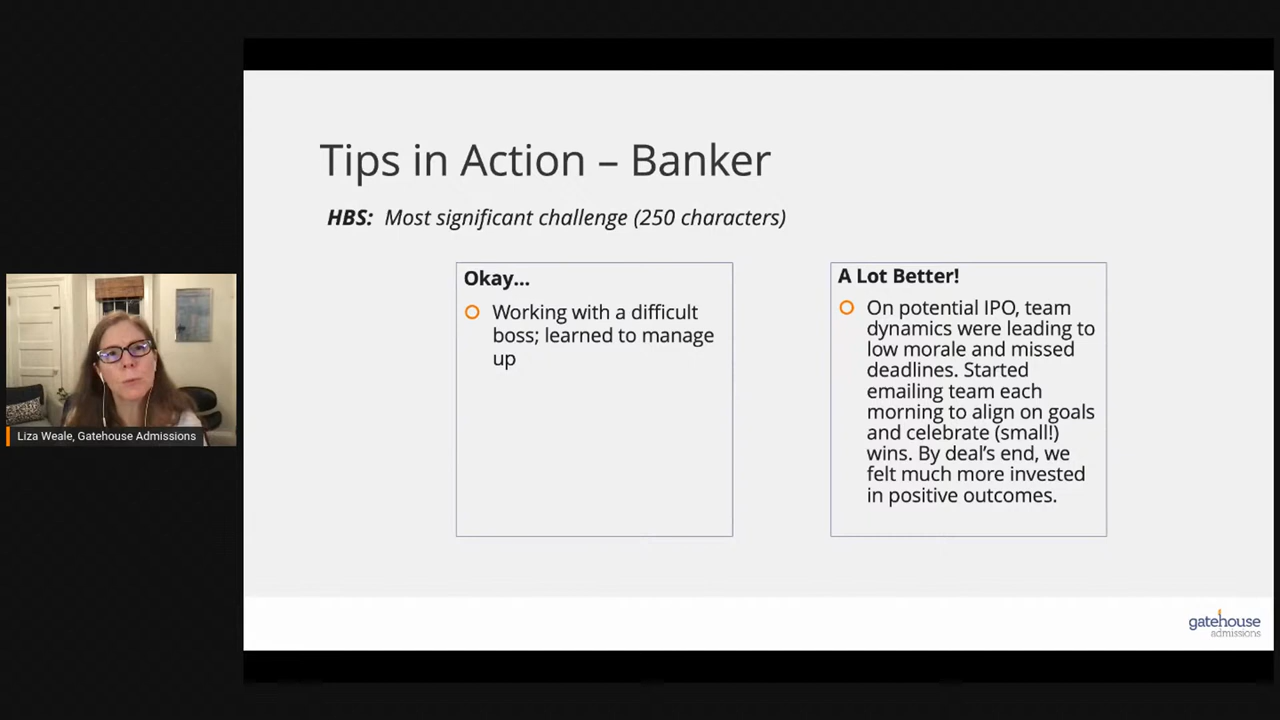 Tips in Action – Banker
HBS: Most significant challenge (250 characters)
Okay...
Working with a difficult
boss; learned to manage
up
A Lot Better!
On potential IPO, team
dynamics were leading to
low morale and missed
deadlines. Started
emailing team each
morning to align on goals
and celebrate (small!)
wins. By deal’s end, we
felt much more invested
in positive outcomes.
Liza Weale, Gatehouse Admissions
gatehouse
admissions